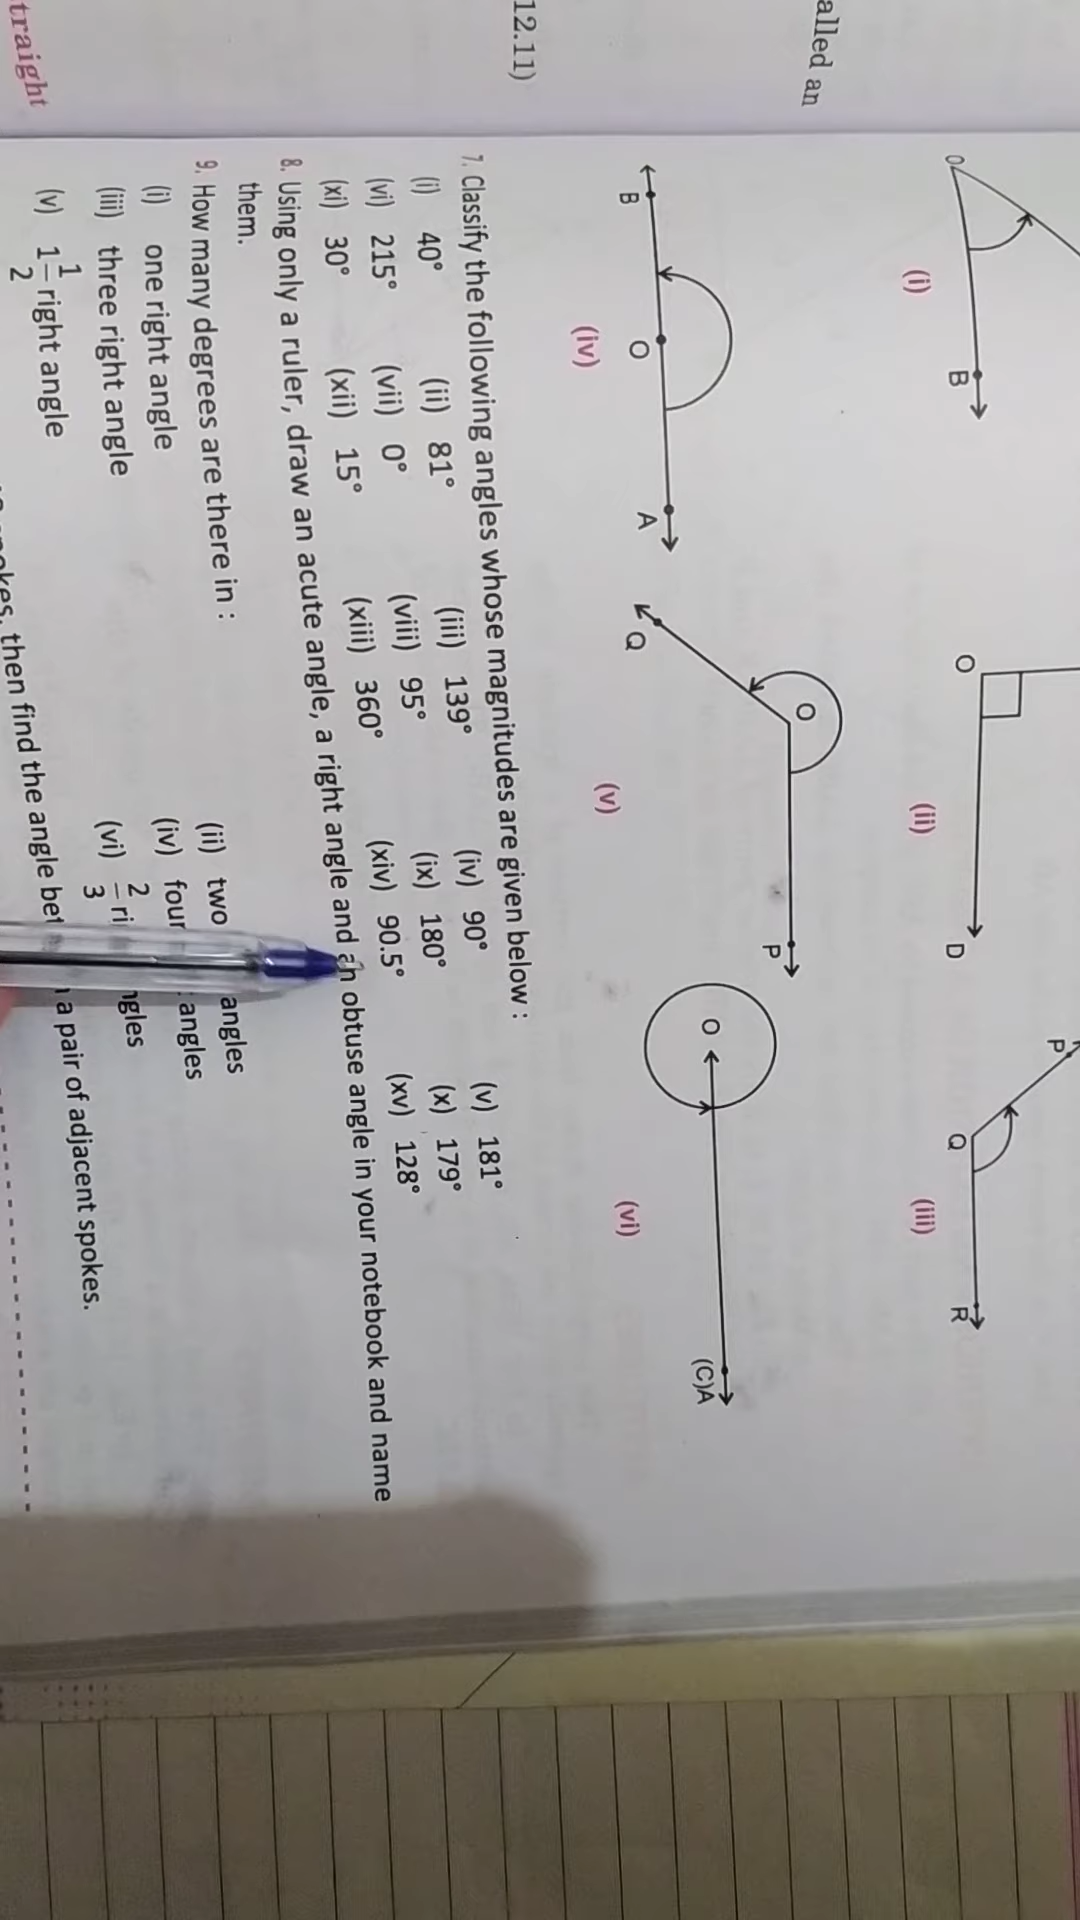 alled an
12.11)
traight
O B
(i)
O D
(ii)
P Q R
(iii)
B O A
(iv)
Q O P
(v)
O (C)A
(vi)
7. Classify the following angles whose magnitudes are given below :
(i) 40° (ii) 81° (iii) 139° (iv) 90° (v) 181°
(vi) 215° (vii) 0° (viii) 95° (ix) 180° (x) 179°
(xi) 30° (xii) 15° (xiii) 360° (xiv) 90.5° (xv) 128°
8. Using only a ruler, draw an acute angle, a right angle and an obtuse angle in your notebook and name
them.
9. How many degrees are there in :
(i) one right angle (ii) two angles
(iii) three right angle (iv) four angles
(v) 1 1/2 right angle (vi) 2/3 ri ngles
then find the angle bet a pair of adjacent spokes.